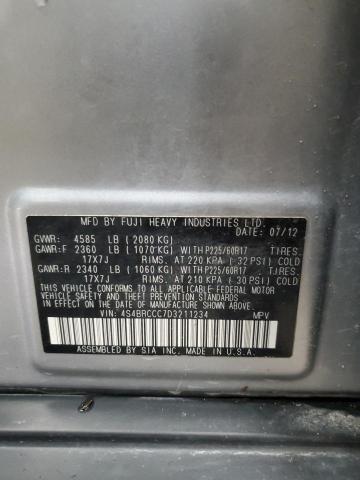 MFD BY FUJI HEAVY INDUSTRIES LTD.
DATE: 07/12
GVWR: 4585 LB (2080 KG)
GAWR:F 2360 LB (1070 KG) WITH P225/60R17 TIRES,
17X7J RIMS, AT 220 KPA (32 PSI) COLD
GAWR:R 2340 LB (1060 KG) WITH P225/60R17 TIRES,
17X7J RIMS, AT 210 KPA (30 PSI) COLD
THIS VEHICLE CONFORMS TO ALL APPLICABLE FEDERAL MOTOR
VEHICLE SAFETY AND THEFT PREVENTION STANDARDS
IN EFFECT ON THE DATE OF MANUFACTURE SHOWN ABOVE.
VIN: 4S4BRCCC7D3211234 MPV
ASSEMBLED BY SIA INC. MADE IN U.S.A.